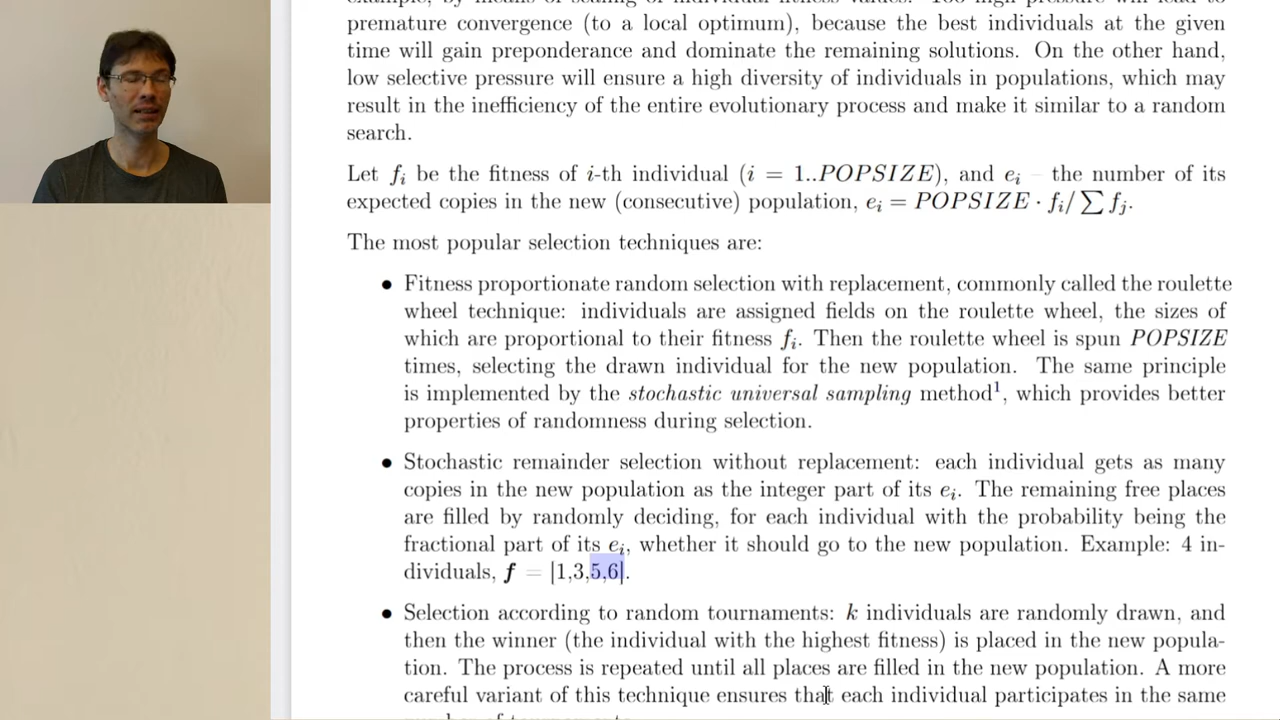 premature convergence (to a local optimum), because the best individuals at the given
time will gain preponderance and dominate the remaining solutions. On the other hand,
low selective pressure will ensure a high diversity of individuals in populations, which may
result in the inefficiency of the entire evolutionary process and make it similar to a random
search.
Let fᵢ be the fitness of i-th individual (i = 1..POPSIZE), and eᵢ – the number of its
expected copies in the new (consecutive) population, eᵢ = POPSIZE · fᵢ/∑ fⱼ.
The most popular selection techniques are:
• Fitness proportionate random selection with replacement, commonly called the roulette
wheel technique: individuals are assigned fields on the roulette wheel, the sizes of
which are proportional to their fitness fᵢ. Then the roulette wheel is spun POPSIZE
times, selecting the drawn individual for the new population. The same principle
is implemented by the stochastic universal sampling method¹, which provides better
properties of randomness during selection.
• Stochastic remainder selection without replacement: each individual gets as many
copies in the new population as the integer part of its eᵢ. The remaining free places
are filled by randomly deciding, for each individual with the probability being the
fractional part of its eᵢ, whether it should go to the new population. Example: 4 in-
dividuals, f = [1,3,5,6].
• Selection according to random tournaments: k individuals are randomly drawn, and
then the winner (the individual with the highest fitness) is placed in the new popula-
tion. The process is repeated until all places are filled in the new population. A more
careful variant of this technique ensures that each individual participates in the same